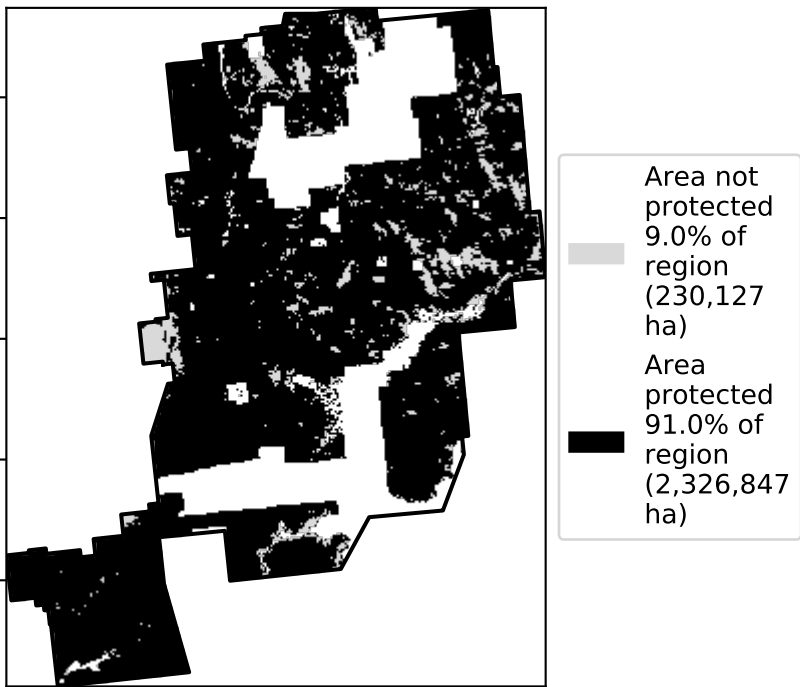 Area not
protected
9.0% of
region
(230,127
ha)
Area
protected
91.0% of
region
(2,326,847
ha)